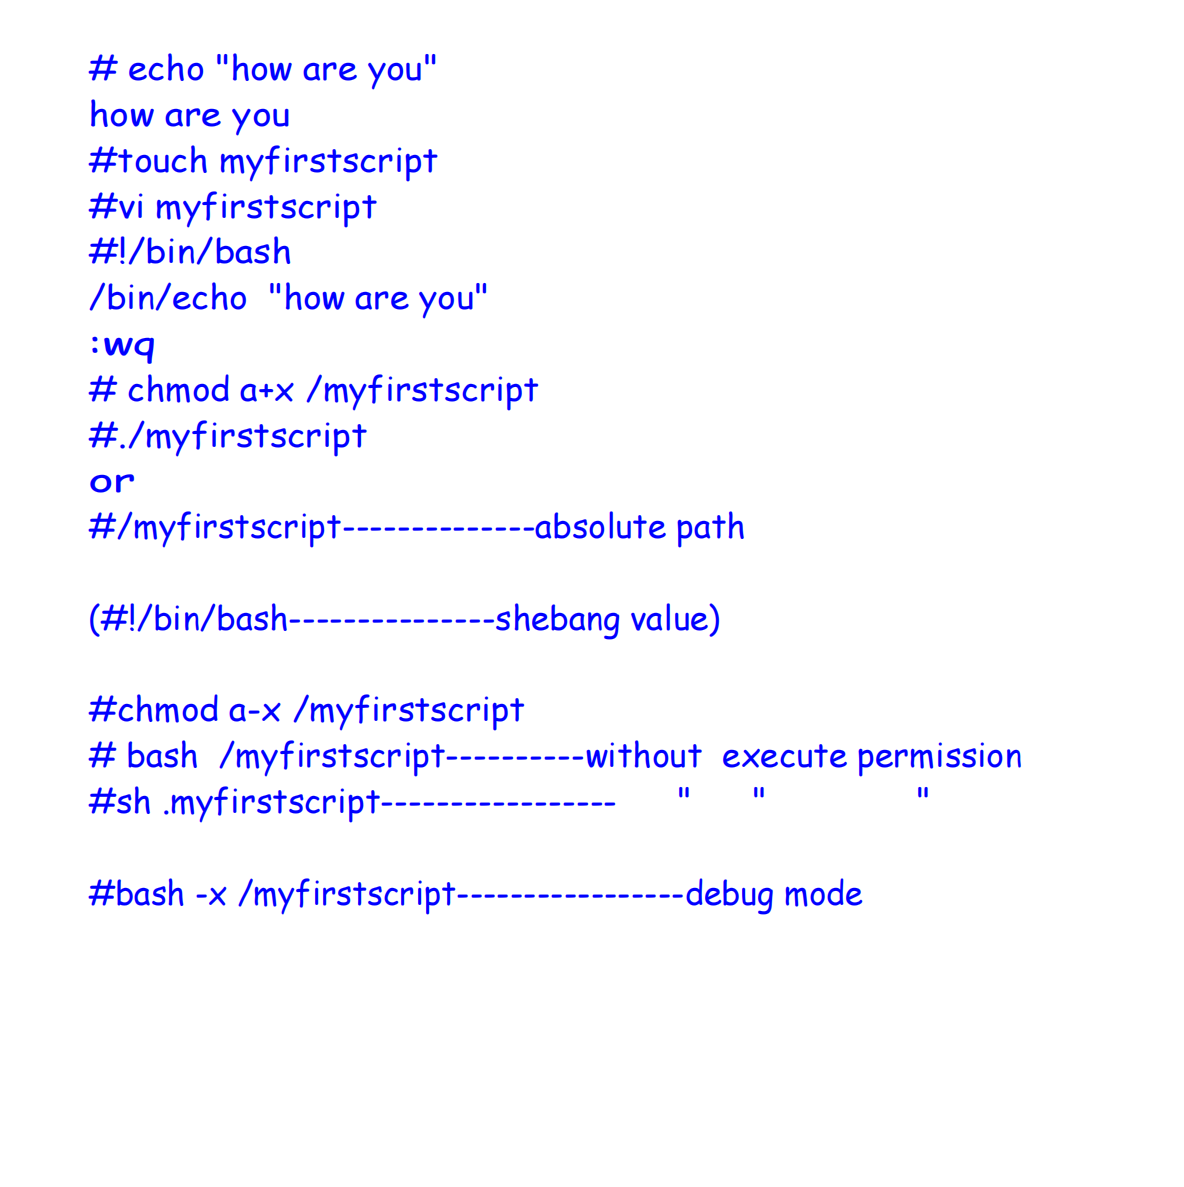 # echo "how are you"
how are you
#touch myfirstscript
#vi myfirstscript
#!/bin/bash
/bin/echo  "how are you"
:wq
# chmod a+x /myfirstscript
#./myfirstscript
or
#/myfirstscript--------------absolute path
(#!/bin/bash---------------shebang value)
#chmod a-x /myfirstscript
# bash  /myfirstscript----------without  execute permission
#sh .myfirstscript-----------------      "      "               "
#bash -x /myfirstscript-----------------debug mode